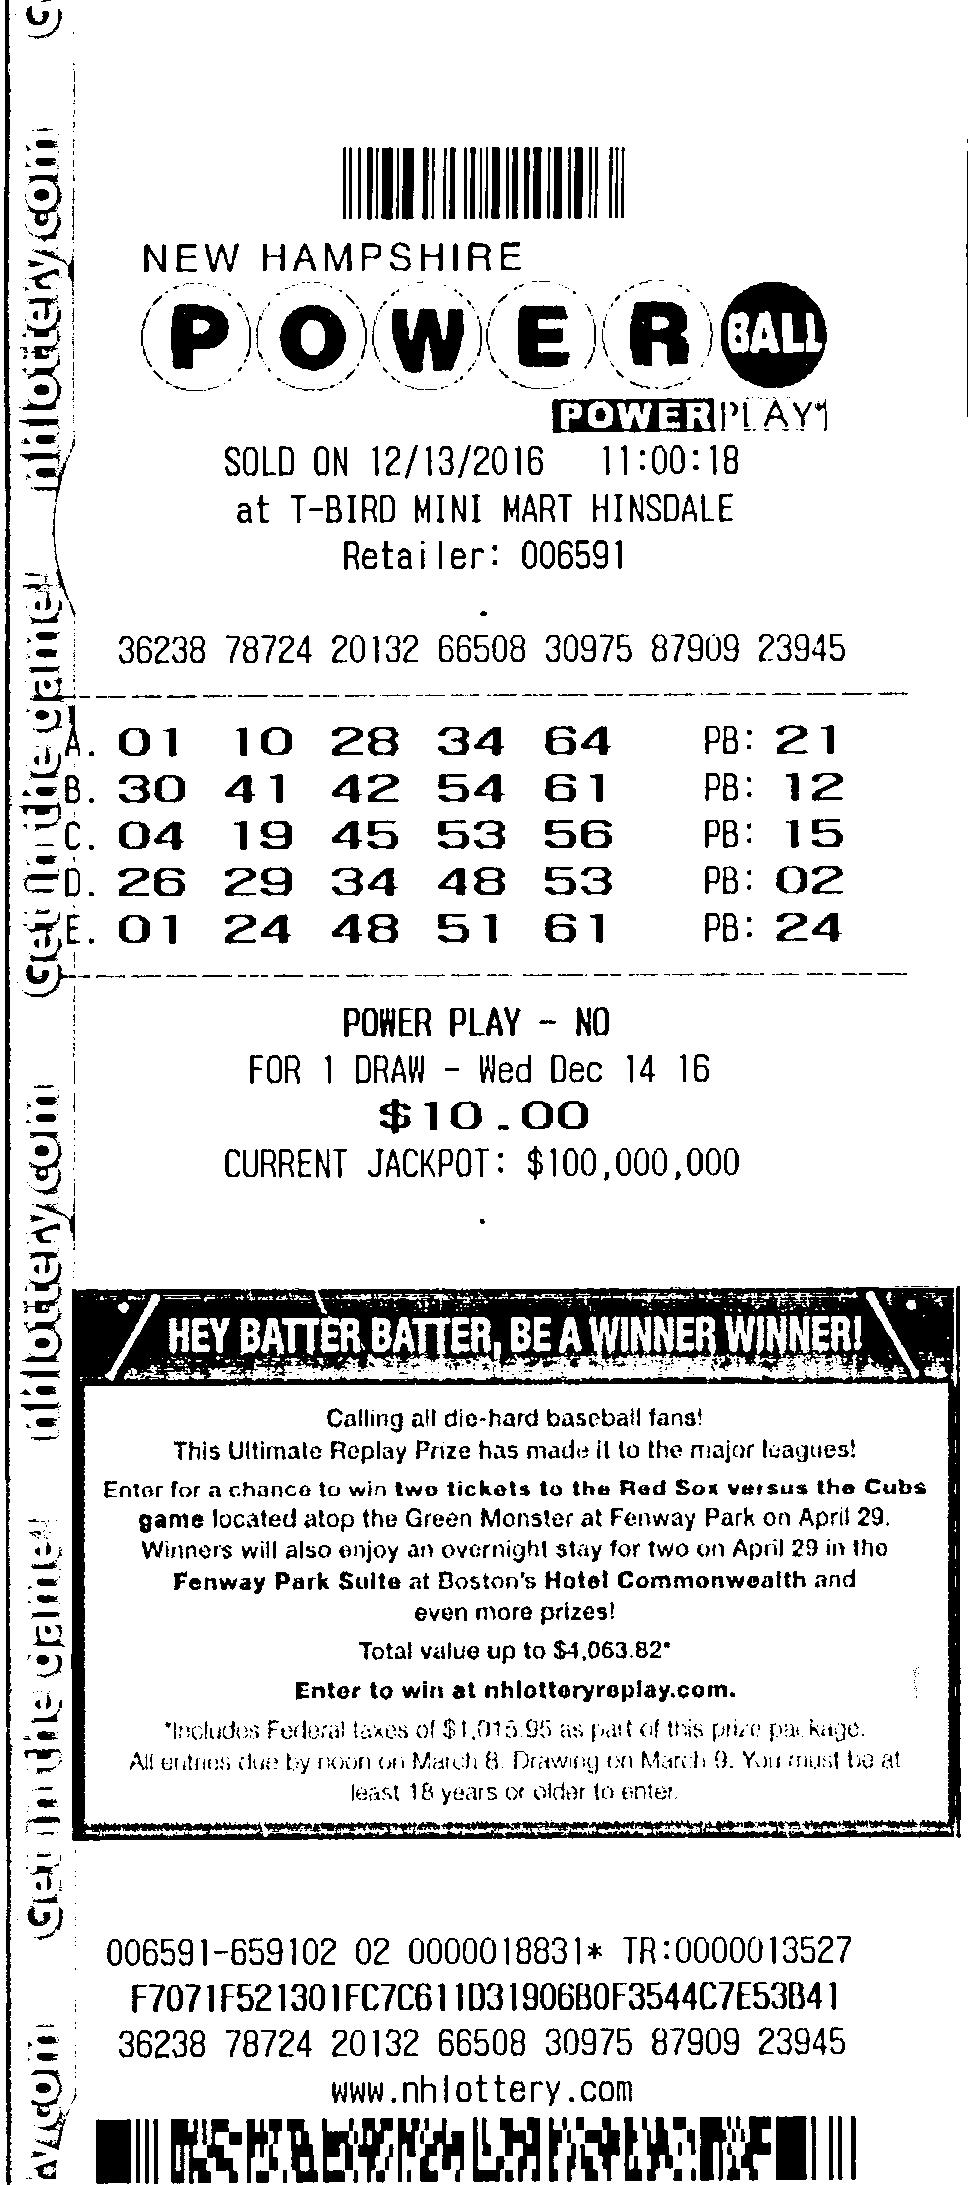 NEW HAMPSHIRE
POWERBALL
POWERPLAY
SOLD ON 12/13/2016 11:00:18
at T-BIRD MINI MART HINSDALE
Retailer: 006591
36238 78724 20132 66508 30975 87909 23945
A. 01 10 28 34 64 PB: 21
B. 30 41 42 54 61 PB: 12
C. 04 19 45 53 56 PB: 15
D. 26 29 34 48 53 PB: 02
E. 01 24 48 51 61 PB: 24
POWER PLAY - NO
FOR 1 DRAW - Wed Dec 14 16
$10.00
CURRENT JACKPOT: $100,000,000
HEY BATTER BATTER, BE A WINNER WINNER!
Calling all die-hard baseball fans!
This Ultimate Replay Prize has made it to the major leagues!
Enter for a chance to win two tickets to the Red Sox versus the Cubs
game located atop the Green Monster at Fenway Park on April 29.
Winners will also enjoy an overnight stay for two on April 29 in the
Fenway Park Suite at Boston's Hotel Commonwealth and
even more prizes!
Total value up to $4,063.82*
Enter to win at nhlotteryreplay.com.
*Includes Federal taxes of $1,015.95 as part of this prize package.
All entries due by noon on March 8. Drawing on March 9. You must be at
least 18 years or older to enter.
006591-659102 02 0000018831* TR:0000013527
F7071F521301FC7C611D31906B0F3544C7E53B41
36238 78724 20132 66508 30975 87909 23945
www.nhlottery.com
nhlottery.com
Get in the game!
nhlottery.com
Get in the game!